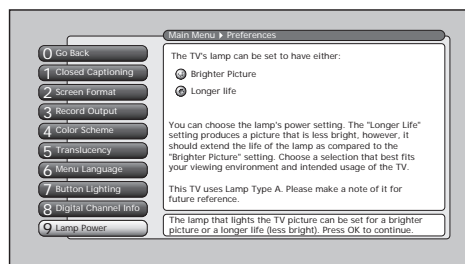 Main Menu ▶ Preferences
0 Go Back
1 Closed Captioning
2 Screen Format
3 Record Output
4 Color Scheme
5 Translucency
6 Menu Language
7 Button Lighting
8 Digital Channel Info
9 Lamp Power
The TV's lamp can be set to have either:
Brighter Picture
Longer life
You can choose the lamp's power setting. The "Longer Life"
setting produces a picture that is less bright, however, it
should extend the life of the lamp as compared to the
"Brighter Picture" setting. Choose a selection that best fits
your viewing environment and intended usage of the TV.
This TV uses Lamp Type A. Please make a note of it for
future reference.
The lamp that lights the TV picture can be set for a brighter
picture or a longer life (less bright). Press OK to continue.